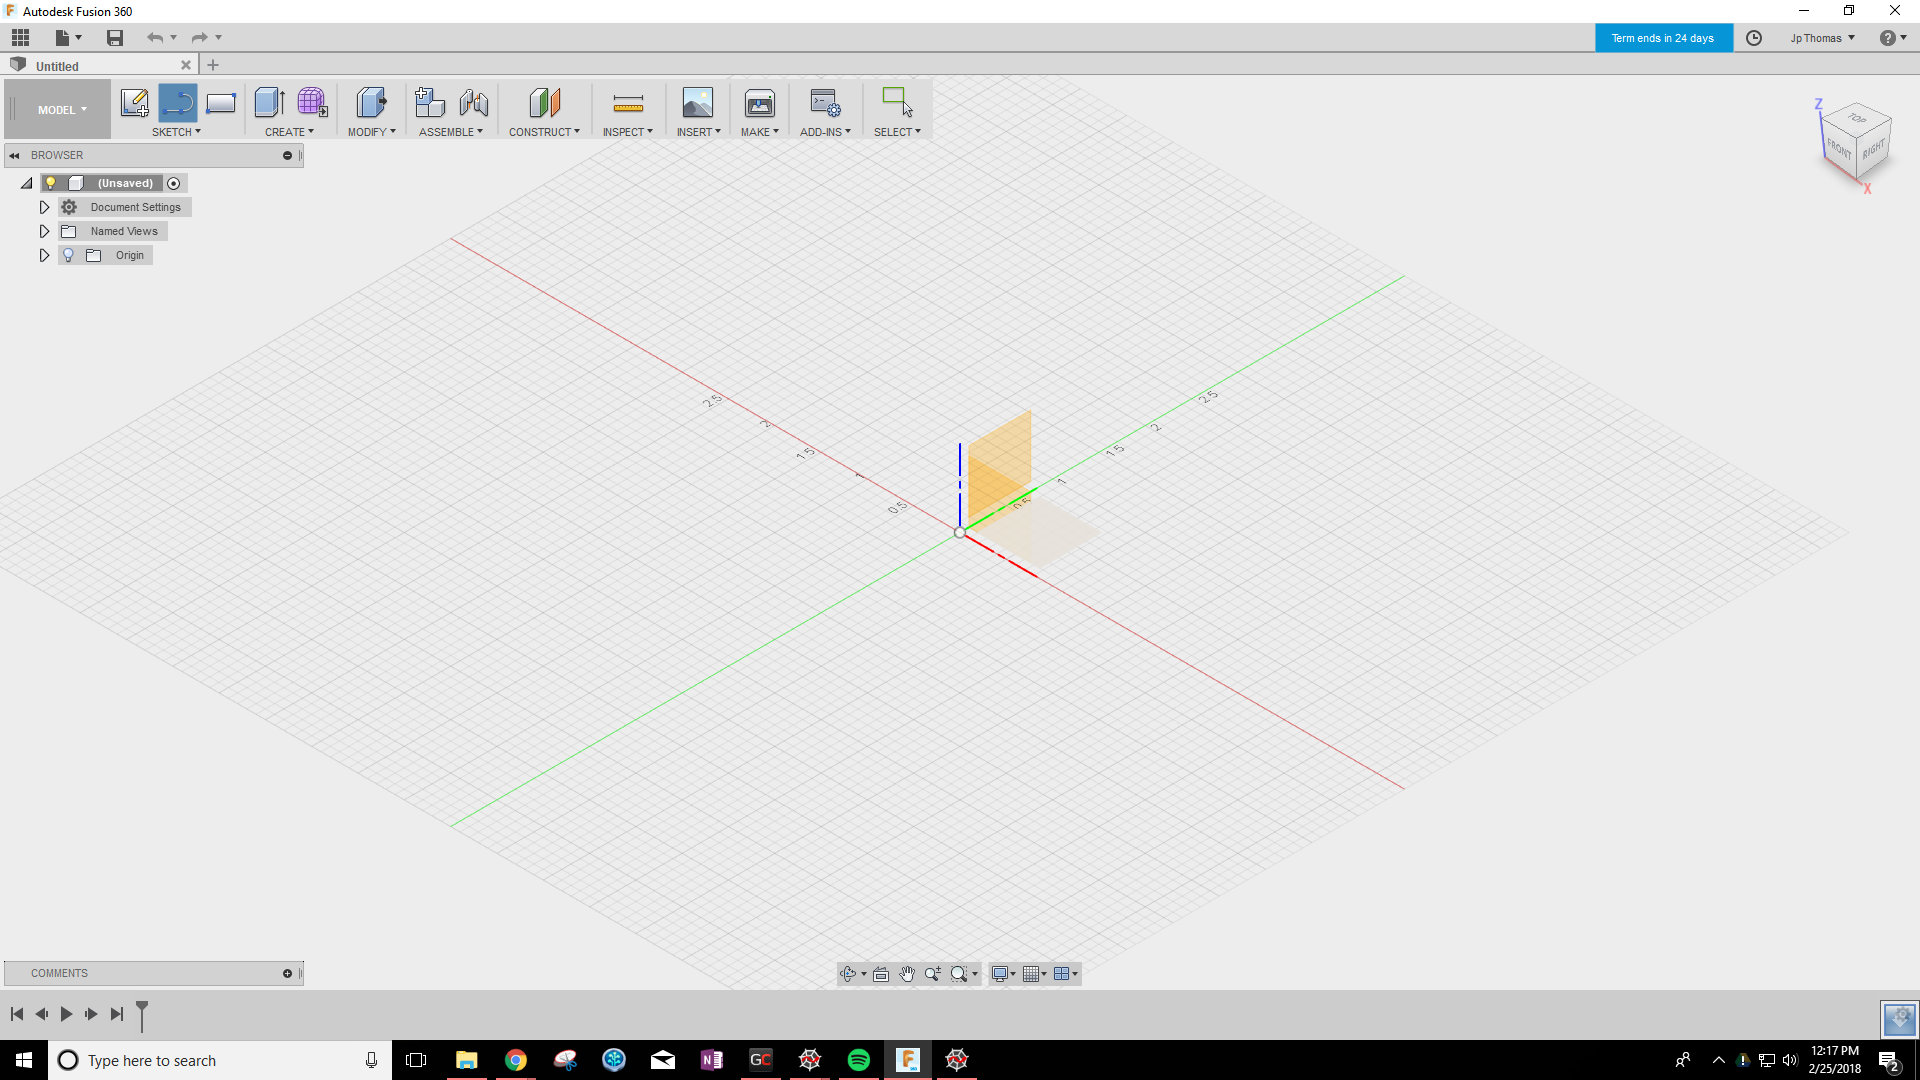 Autodesk Fusion 360
Term ends in 24 days
Jp Thomas
Untitled
MODEL
SKETCH
CREATE
MODIFY
ASSEMBLE
CONSTRUCT
INSPECT
INSERT
MAKE
ADD-INS
SELECT
BROWSER
(Unsaved)
Document Settings
Named Views
Origin
Z
TOP
FRONT
RIGHT
X
2.5
2
1.5
1
0.5
2.5
2
1.5
1
0.5
COMMENTS
Type here to search
N
GC
F
360
12:17 PM
2/25/2018
2